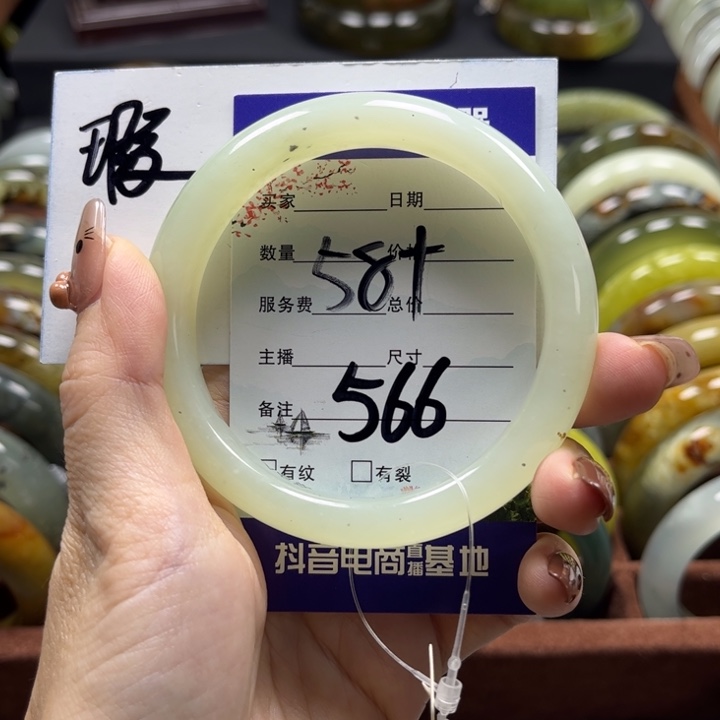 瑕
买家 日期
数量 58+ 价
服务费 总价
主播 尺寸
备注 566
□有纹 □有裂
抖音电商直播基地